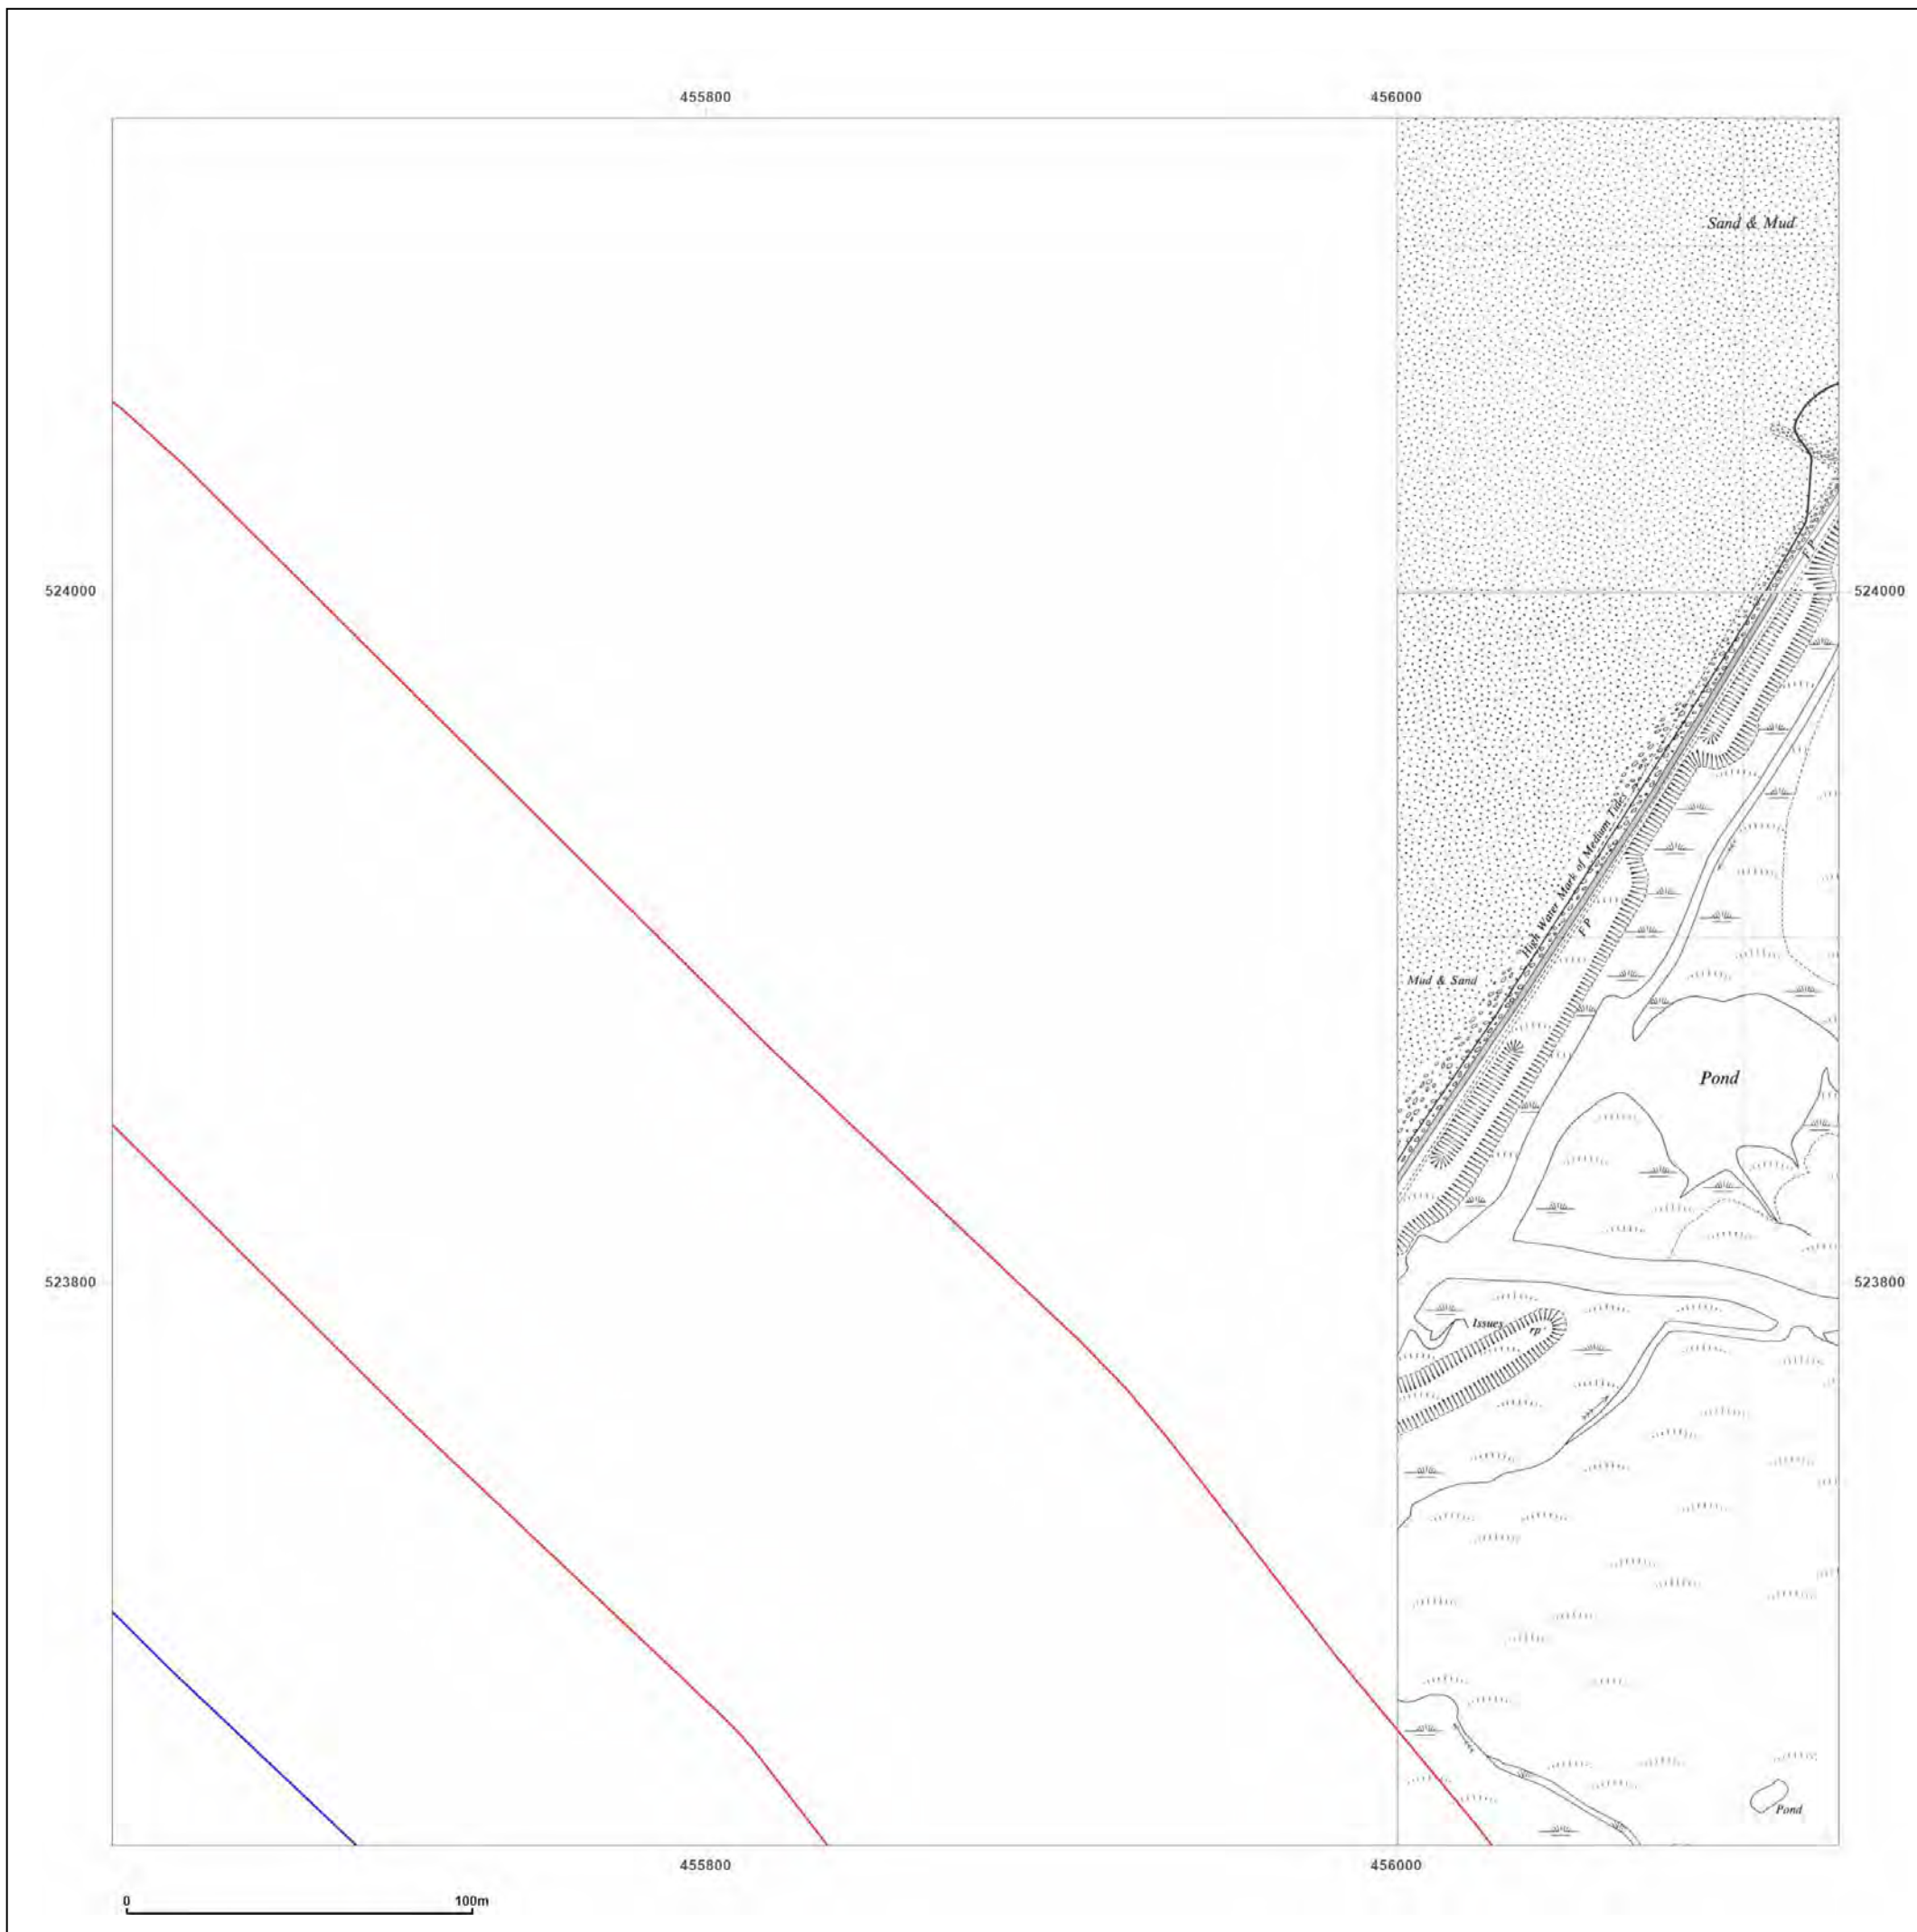 455800
456000
Sand & Mud
F P
524000
524000
High Water Mark of Medium Tides
F P
Mud & Sand
Pond
523800
523800
Issues
rp
Pond
455800
456000
0
100m